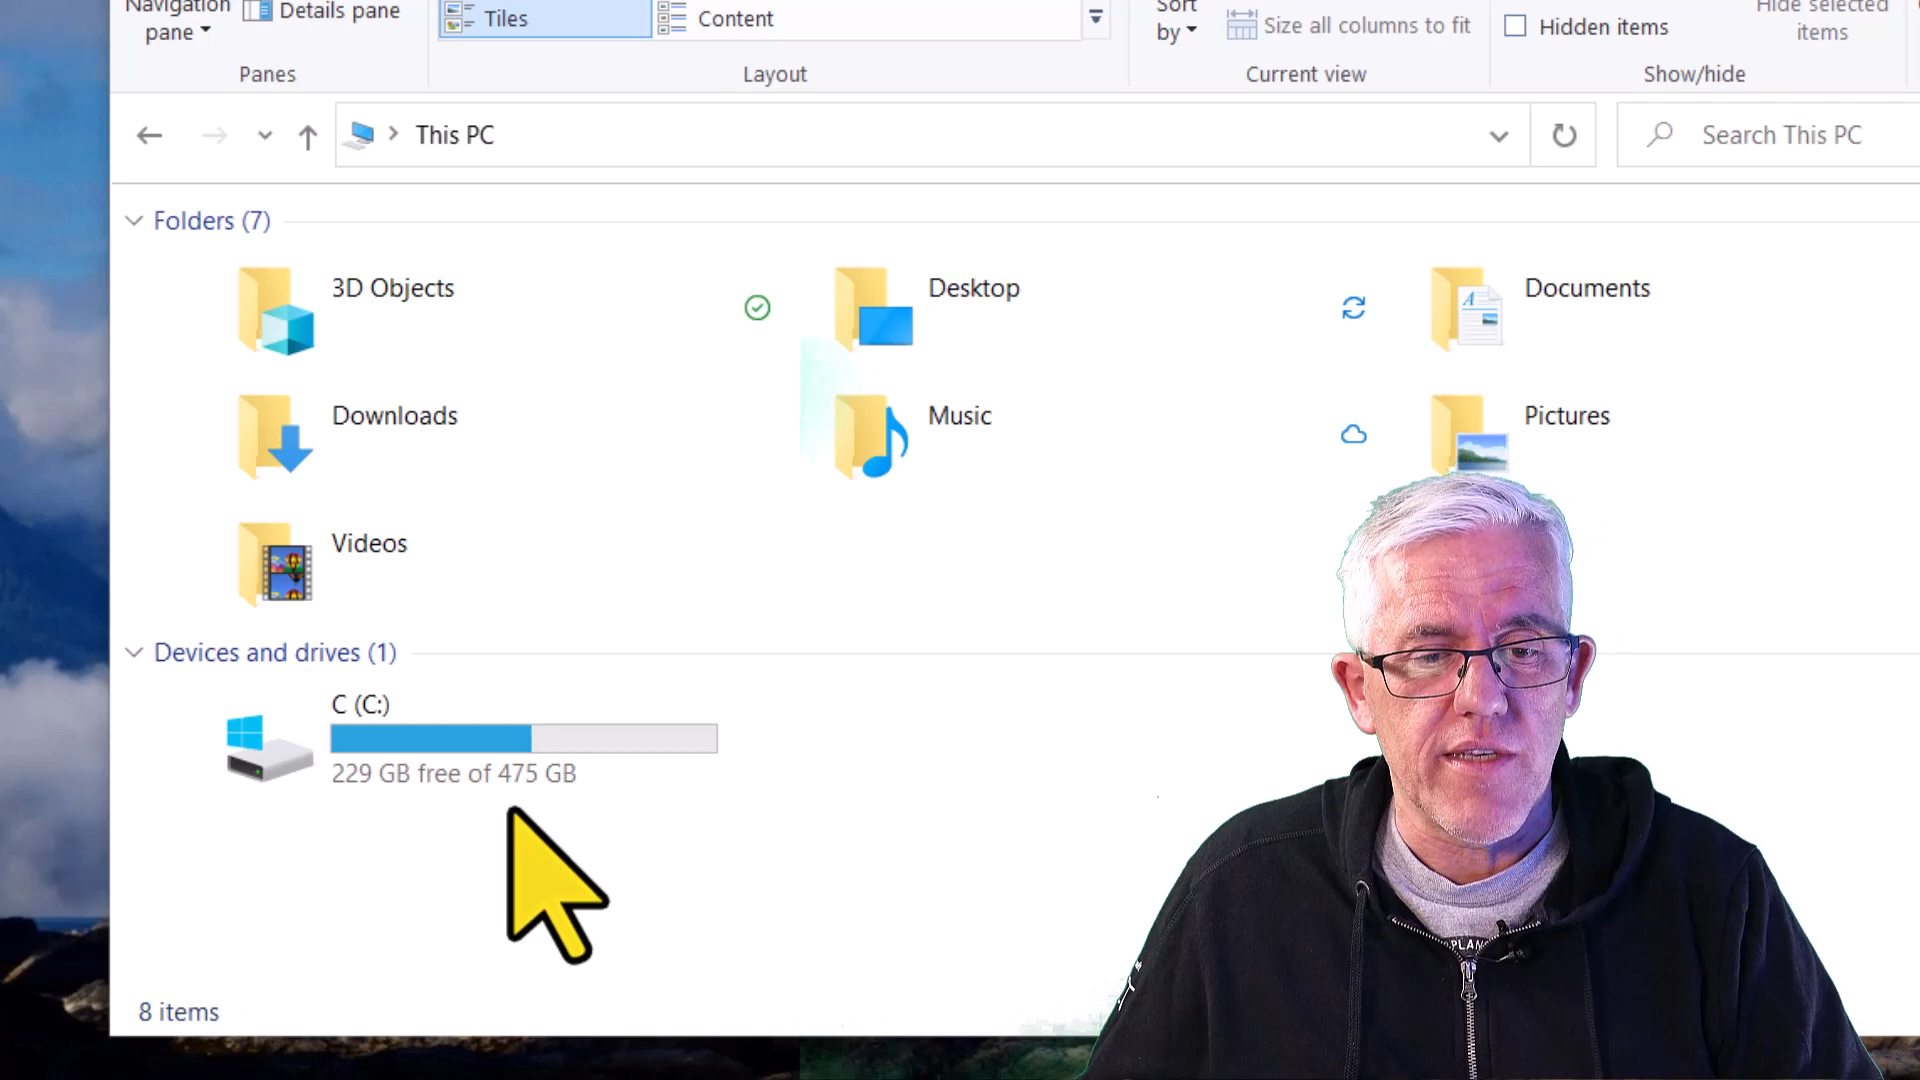 Navigation
pane
Details pane
Tiles
Content
Sort
by
Size all columns to fit
Hidden items
Hide selected
items
Panes
Layout
Current view
Show/hide
This PC
Search This PC
Folders (7)
3D Objects
Desktop
Documents
Downloads
Music
Pictures
Videos
Devices and drives (1)
C (C:)
229 GB free of 475 GB
8 items